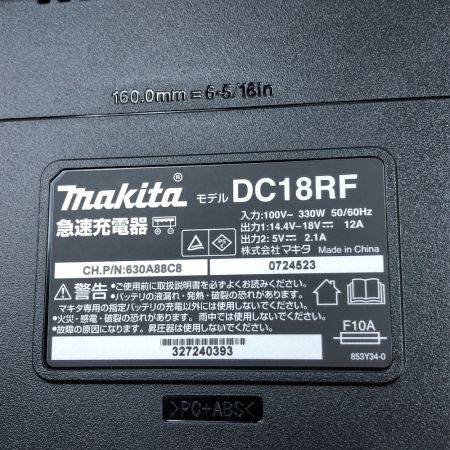 160.0mm=6-5/16in
makita® モデル DC18RF
急速充電器
入力:100V~ 330W 50/60Hz
出力1:14.4V-18V⎓ 12A
出力2:5V⎓ 2.1A
株式会社マキタ Made in China
CH.P/N:630A88C8
0724523
⚠警告 •ご使用前に取扱説明書を必ずよくお読みください。
•バッテリの液漏れ・発熱・破裂の恐れがあります。
マキタ専用の指定バッテリ充電以外には使用しないでください。
•火災・感電・破裂の恐れがあります。雨中では使用しないでください。
•故障の原因になります。昇圧器は使用しないでください。
F10A
327240393
853Y34-0
>PC+ABS<